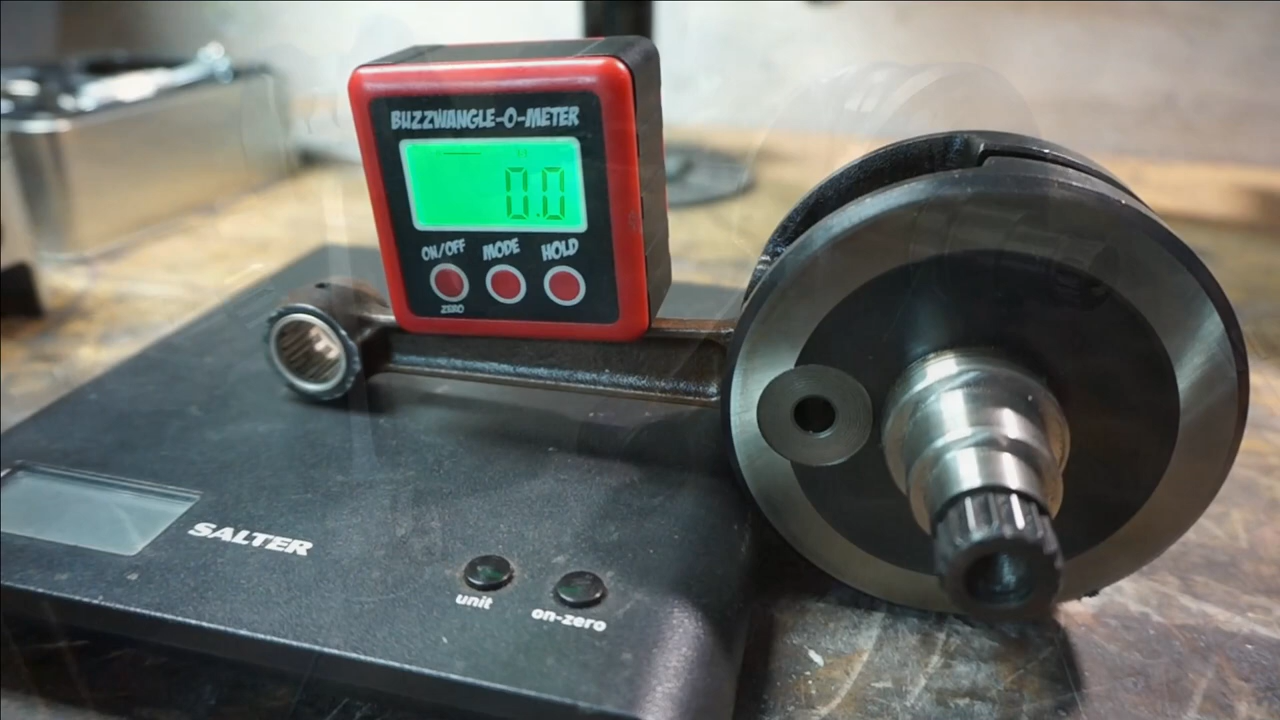 BUZZWANGLE-O-METER
0.0
ON/OFF MODE HOLD
ZERO
SALTER
unit on-zero